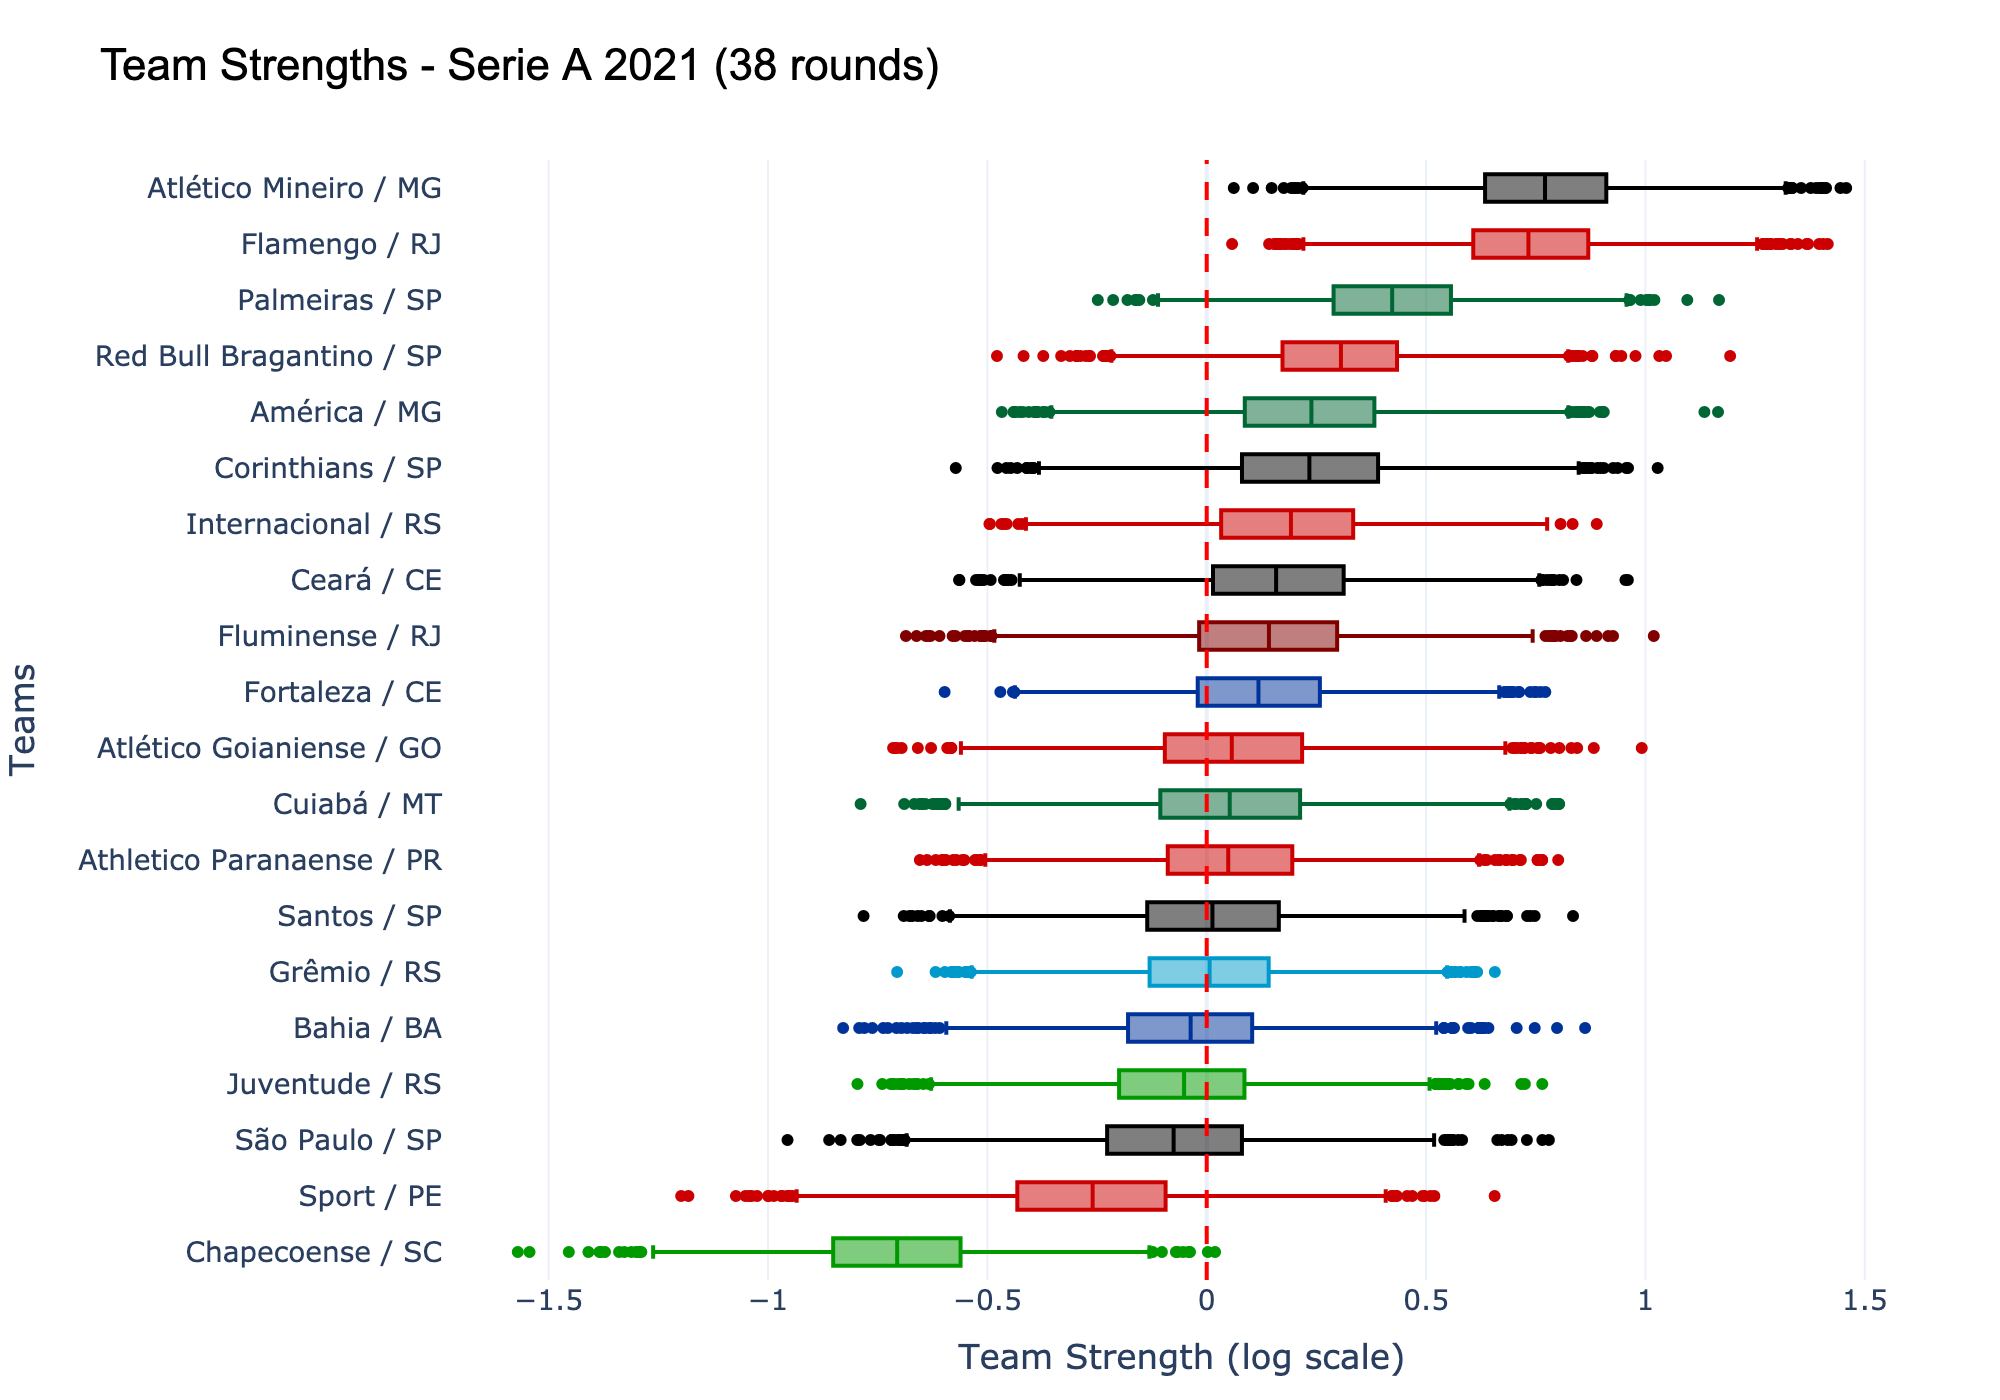 Team Strengths - Serie A 2021 (38 rounds)
Teams
Atlético Mineiro / MG
Flamengo / RJ
Palmeiras / SP
Red Bull Bragantino / SP
América / MG
Corinthians / SP
Internacional / RS
Ceará / CE
Fluminense / RJ
Fortaleza / CE
Atlético Goianiense / GO
Cuiabá / MT
Athletico Paranaense / PR
Santos / SP
Grêmio / RS
Bahia / BA
Juventude / RS
São Paulo / SP
Sport / PE
Chapecoense / SC
−1.5 −1 −0.5 0 0.5 1 1.5
Team Strength (log scale)